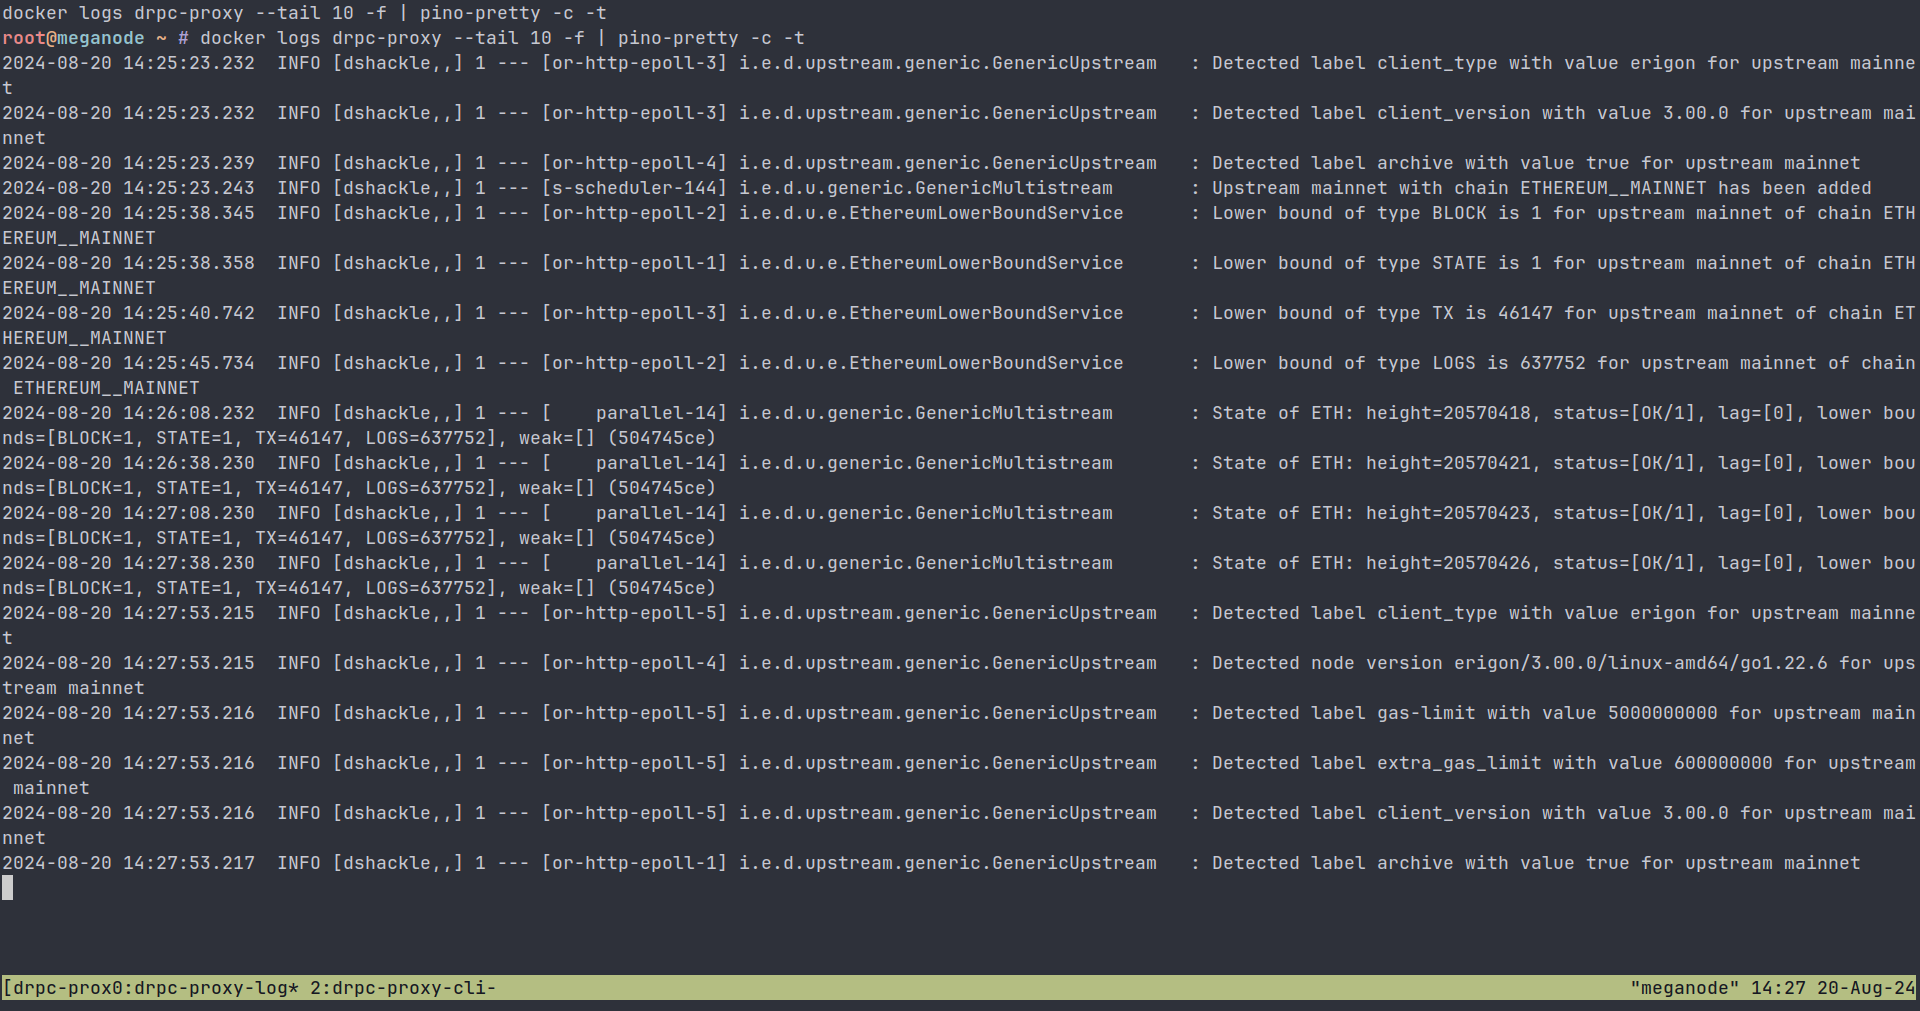 docker logs drpc-proxy --tail 10 -f | pino-pretty -c -t
root@meganode ~ # docker logs drpc-proxy --tail 10 -f | pino-pretty -c -t
2024-08-20 14:25:23.232  INFO [dshackle,,] 1 --- [or-http-epoll-3] i.e.d.upstream.generic.GenericUpstream   : Detected label client_type with value erigon for upstream mainne
t
2024-08-20 14:25:23.232  INFO [dshackle,,] 1 --- [or-http-epoll-3] i.e.d.upstream.generic.GenericUpstream   : Detected label client_version with value 3.00.0 for upstream mai
nnet
2024-08-20 14:25:23.239  INFO [dshackle,,] 1 --- [or-http-epoll-4] i.e.d.upstream.generic.GenericUpstream   : Detected label archive with value true for upstream mainnet
2024-08-20 14:25:23.243  INFO [dshackle,,] 1 --- [s-scheduler-144] i.e.d.u.generic.GenericMultistream       : Upstream mainnet with chain ETHEREUM__MAINNET has been added
2024-08-20 14:25:38.345  INFO [dshackle,,] 1 --- [or-http-epoll-2] i.e.d.u.e.EthereumLowerBoundService      : Lower bound of type BLOCK is 1 for upstream mainnet of chain ETH
EREUM__MAINNET
2024-08-20 14:25:38.358  INFO [dshackle,,] 1 --- [or-http-epoll-1] i.e.d.u.e.EthereumLowerBoundService      : Lower bound of type STATE is 1 for upstream mainnet of chain ETH
EREUM__MAINNET
2024-08-20 14:25:40.742  INFO [dshackle,,] 1 --- [or-http-epoll-3] i.e.d.u.e.EthereumLowerBoundService      : Lower bound of type TX is 46147 for upstream mainnet of chain ET
HEREUM__MAINNET
2024-08-20 14:25:45.734  INFO [dshackle,,] 1 --- [or-http-epoll-2] i.e.d.u.e.EthereumLowerBoundService      : Lower bound of type LOGS is 637752 for upstream mainnet of chain
 ETHEREUM__MAINNET
2024-08-20 14:26:08.232  INFO [dshackle,,] 1 --- [    parallel-14] i.e.d.u.generic.GenericMultistream       : State of ETH: height=20570418, status=[OK/1], lag=[0], lower bou
nds=[BLOCK=1, STATE=1, TX=46147, LOGS=637752], weak=[] (504745ce)
2024-08-20 14:26:38.230  INFO [dshackle,,] 1 --- [    parallel-14] i.e.d.u.generic.GenericMultistream       : State of ETH: height=20570421, status=[OK/1], lag=[0], lower bou
nds=[BLOCK=1, STATE=1, TX=46147, LOGS=637752], weak=[] (504745ce)
2024-08-20 14:27:08.230  INFO [dshackle,,] 1 --- [    parallel-14] i.e.d.u.generic.GenericMultistream       : State of ETH: height=20570423, status=[OK/1], lag=[0], lower bou
nds=[BLOCK=1, STATE=1, TX=46147, LOGS=637752], weak=[] (504745ce)
2024-08-20 14:27:38.230  INFO [dshackle,,] 1 --- [    parallel-14] i.e.d.u.generic.GenericMultistream       : State of ETH: height=20570426, status=[OK/1], lag=[0], lower bou
nds=[BLOCK=1, STATE=1, TX=46147, LOGS=637752], weak=[] (504745ce)
2024-08-20 14:27:53.215  INFO [dshackle,,] 1 --- [or-http-epoll-5] i.e.d.upstream.generic.GenericUpstream   : Detected label client_type with value erigon for upstream mainne
t
2024-08-20 14:27:53.215  INFO [dshackle,,] 1 --- [or-http-epoll-4] i.e.d.upstream.generic.GenericUpstream   : Detected node version erigon/3.00.0/linux-amd64/go1.22.6 for ups
tream mainnet
2024-08-20 14:27:53.216  INFO [dshackle,,] 1 --- [or-http-epoll-5] i.e.d.upstream.generic.GenericUpstream   : Detected label gas-limit with value 5000000000 for upstream main
net
2024-08-20 14:27:53.216  INFO [dshackle,,] 1 --- [or-http-epoll-5] i.e.d.upstream.generic.GenericUpstream   : Detected label extra_gas_limit with value 600000000 for upstream
 mainnet
2024-08-20 14:27:53.216  INFO [dshackle,,] 1 --- [or-http-epoll-5] i.e.d.upstream.generic.GenericUpstream   : Detected label client_version with value 3.00.0 for upstream mai
nnet
2024-08-20 14:27:53.217  INFO [dshackle,,] 1 --- [or-http-epoll-1] i.e.d.upstream.generic.GenericUpstream   : Detected label archive with value true for upstream mainnet
[drpc-prox0:drpc-proxy-log* 2:drpc-proxy-cli- "meganode" 14:27 20-Aug-24